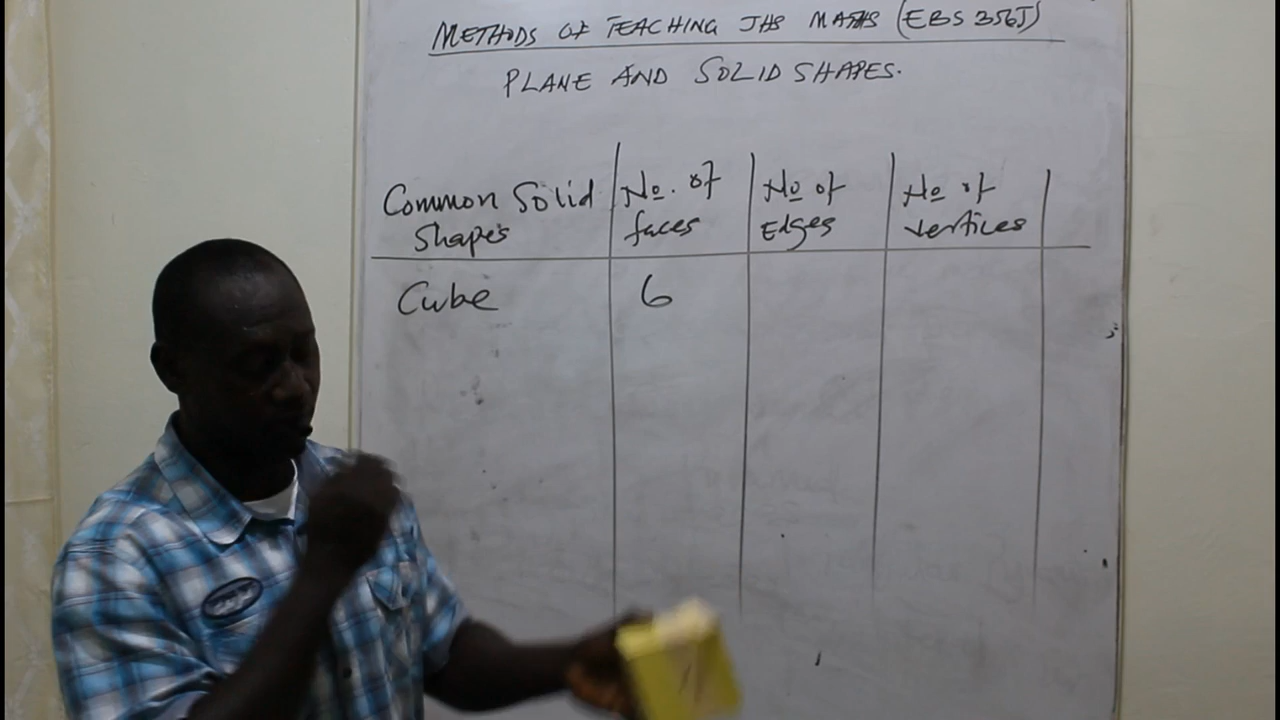 METHODS OF TEACHING JHS MATHS (EBS 356J)
PLANE AND SOLID SHAPES.
Common Solid Shapes
No. of faces
No of Edges
No of vertices
Cube
6